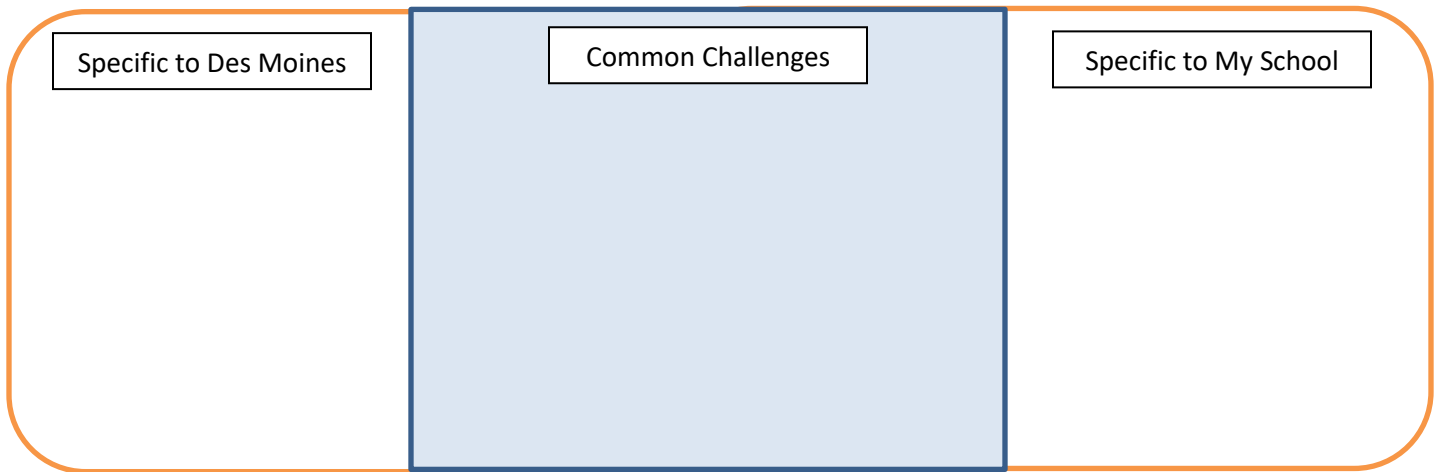 Specific to Des Moines
Common Challenges
Specific to My School